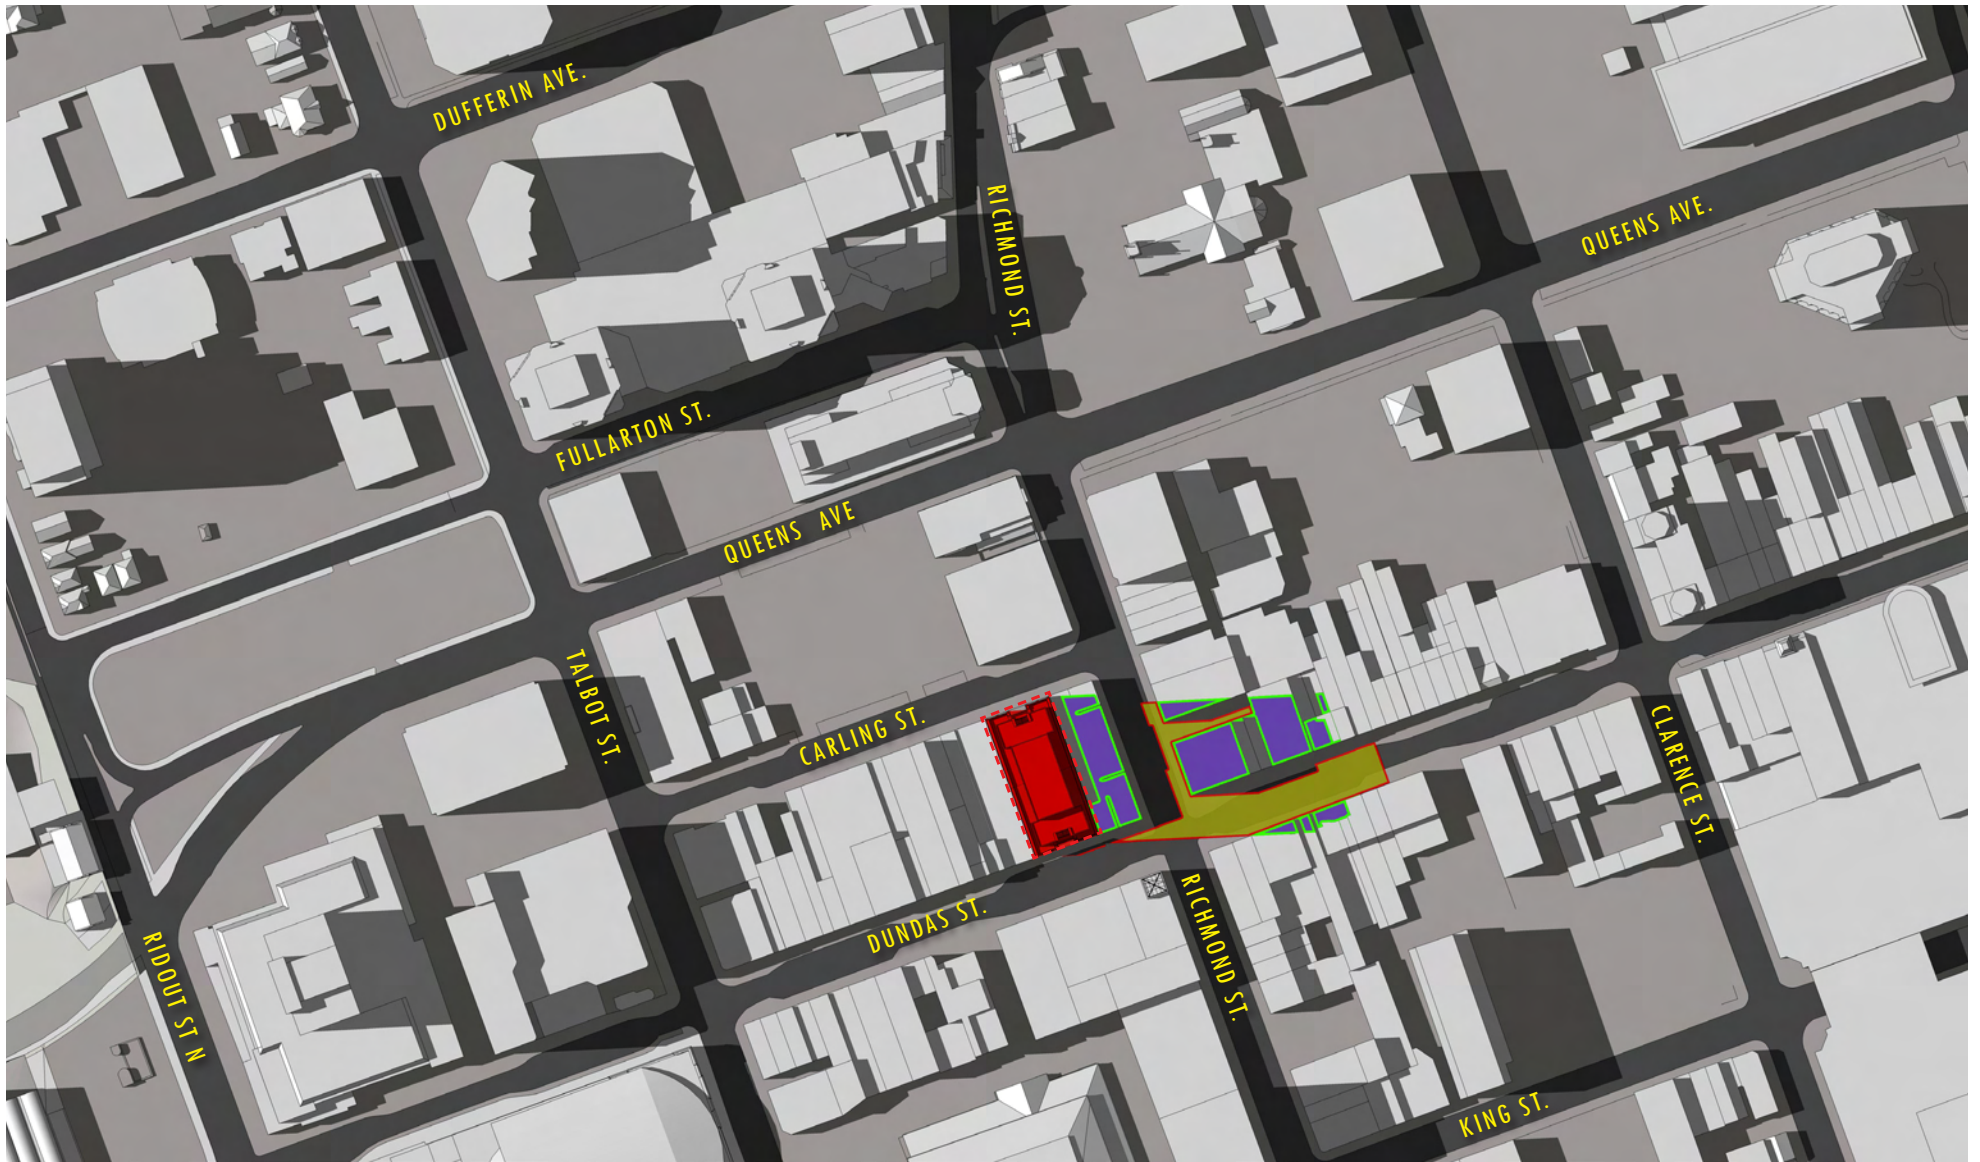 DUFFERIN AVE.
RICHMOND ST.
QUEENS AVE.
FULLARTON ST.
QUEENS AVE
TALBOT ST.
CARLING ST.
CLARENCE ST.
DUNDAS ST.
RICHMOND ST.
RIDOUT ST N
KING ST.